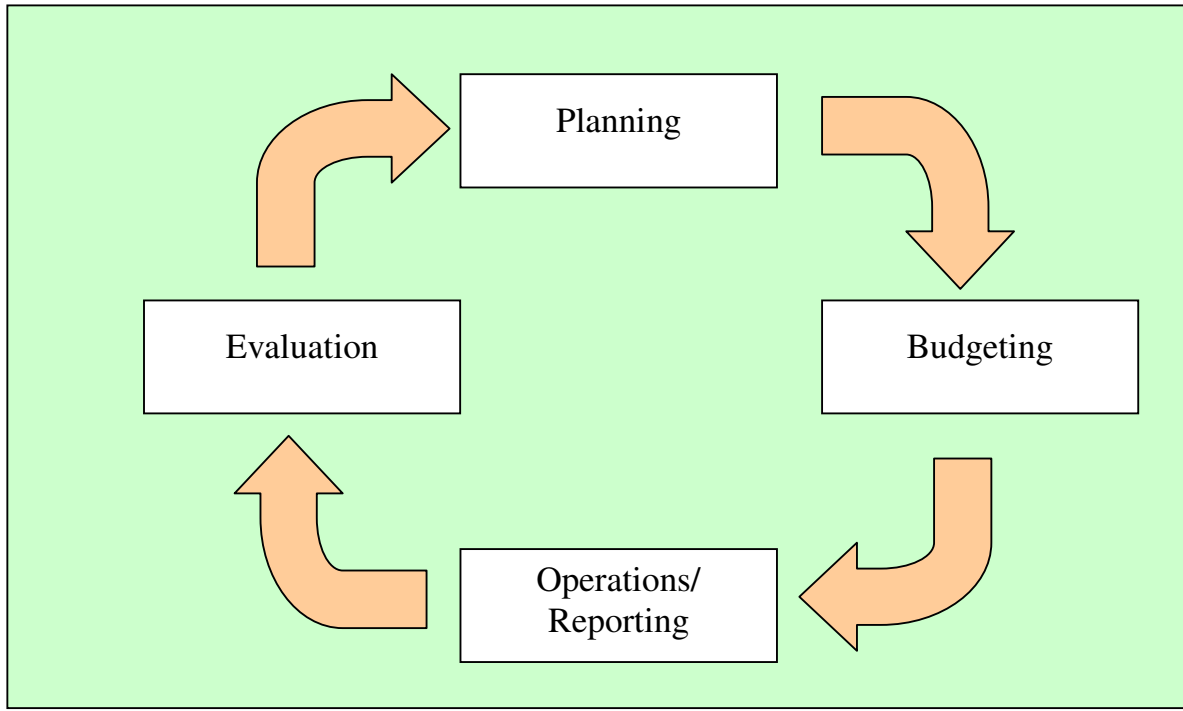 Planning
Evaluation
Budgeting
Operations/
Reporting